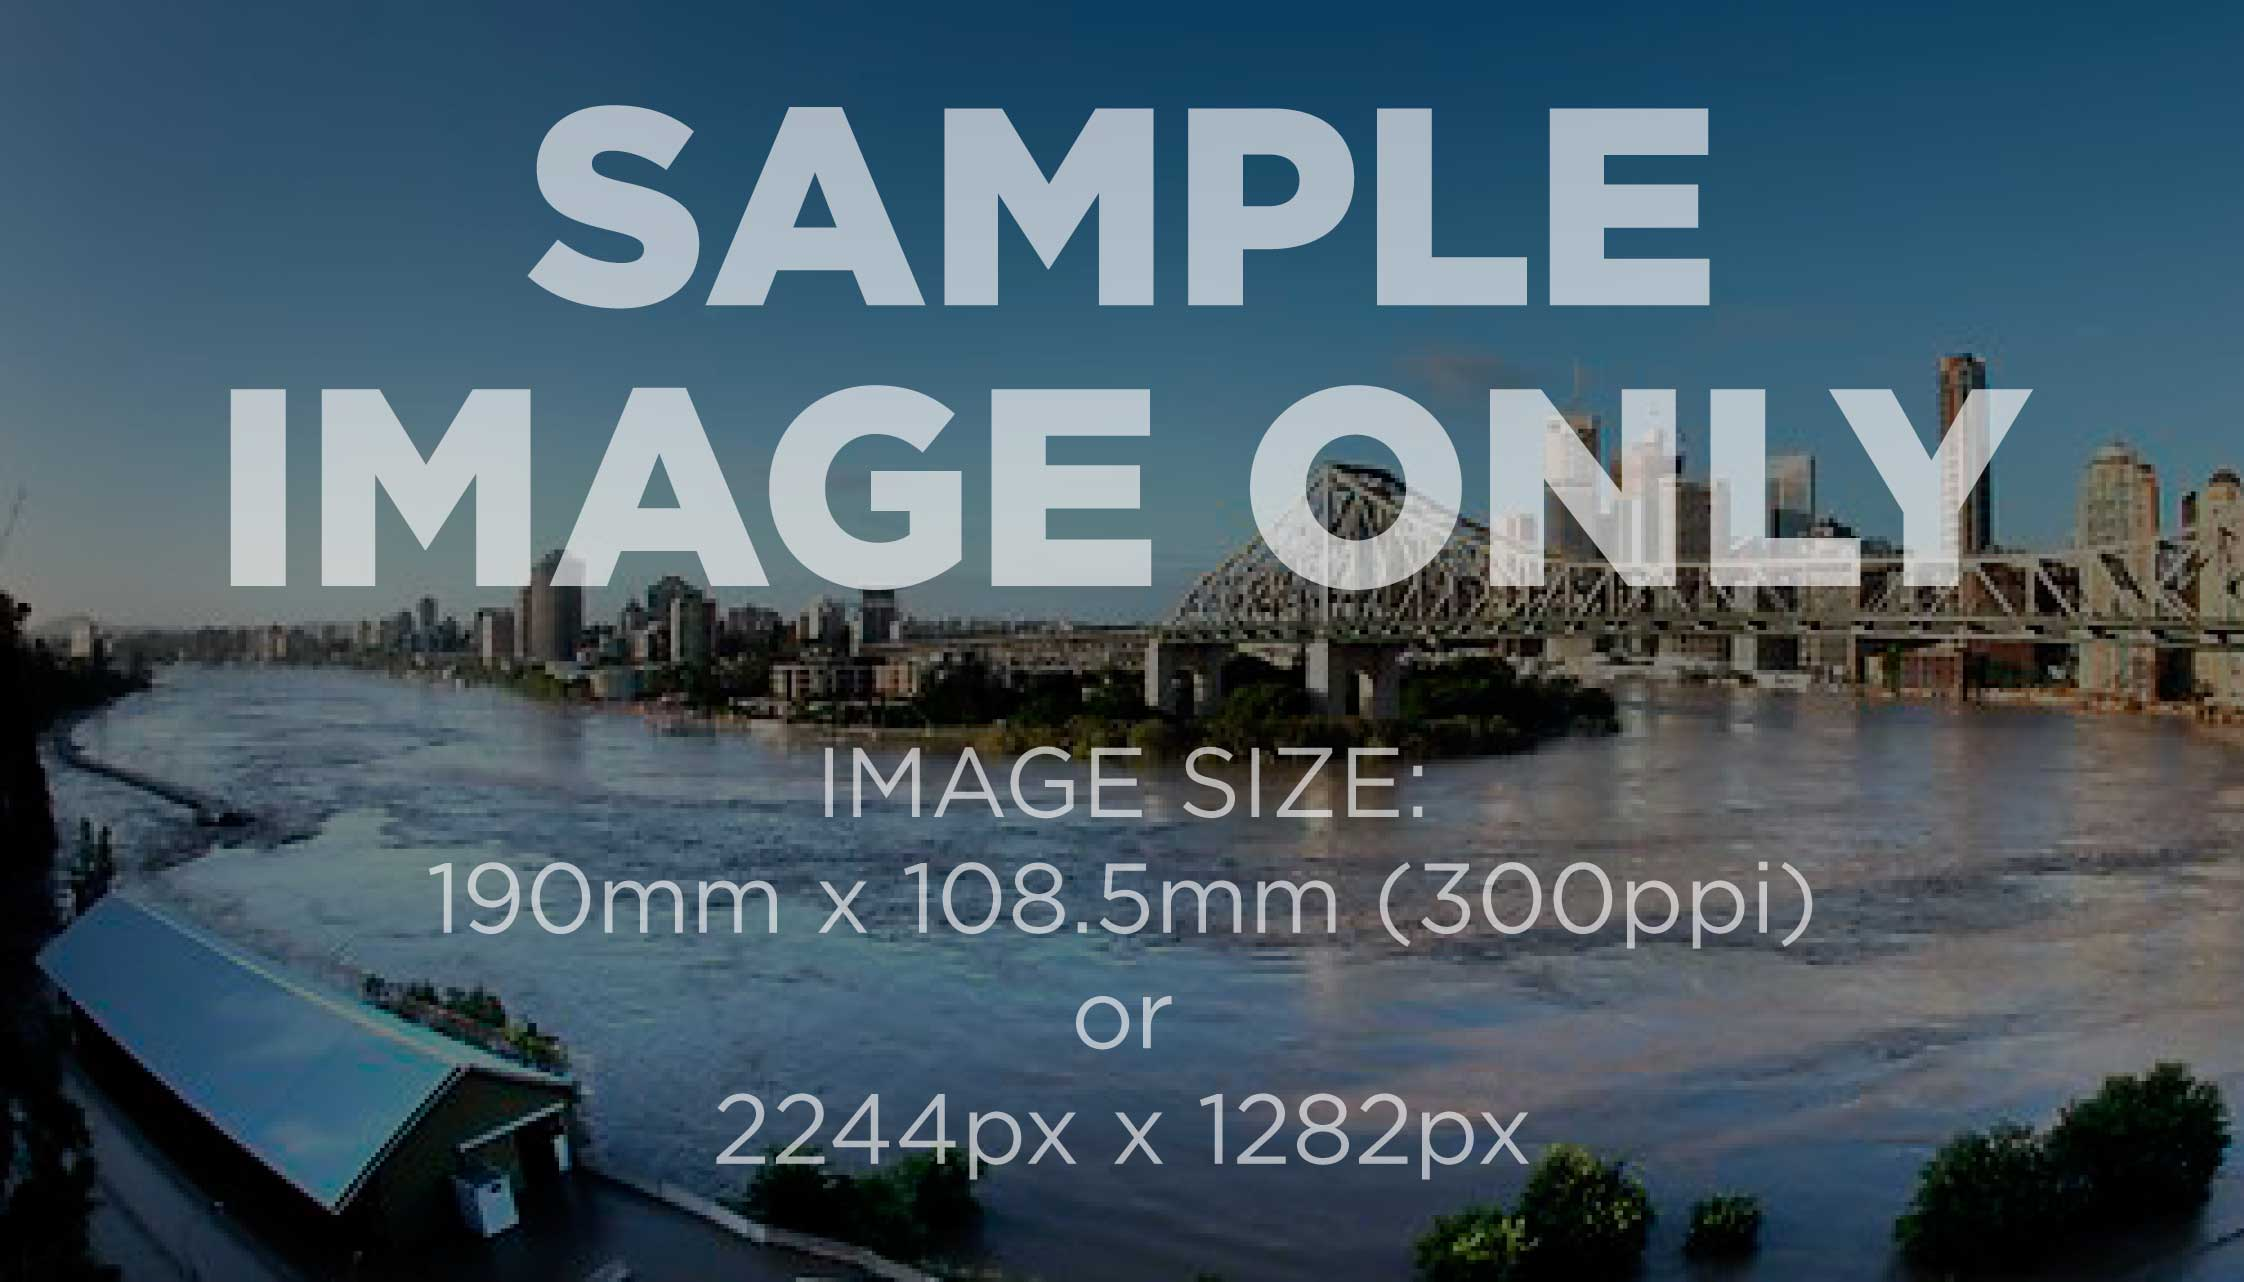 SAMPLE
IMAGE ONLY
IMAGE SIZE:
190mm x 108.5mm (300ppi)
or
2244px x 1282px